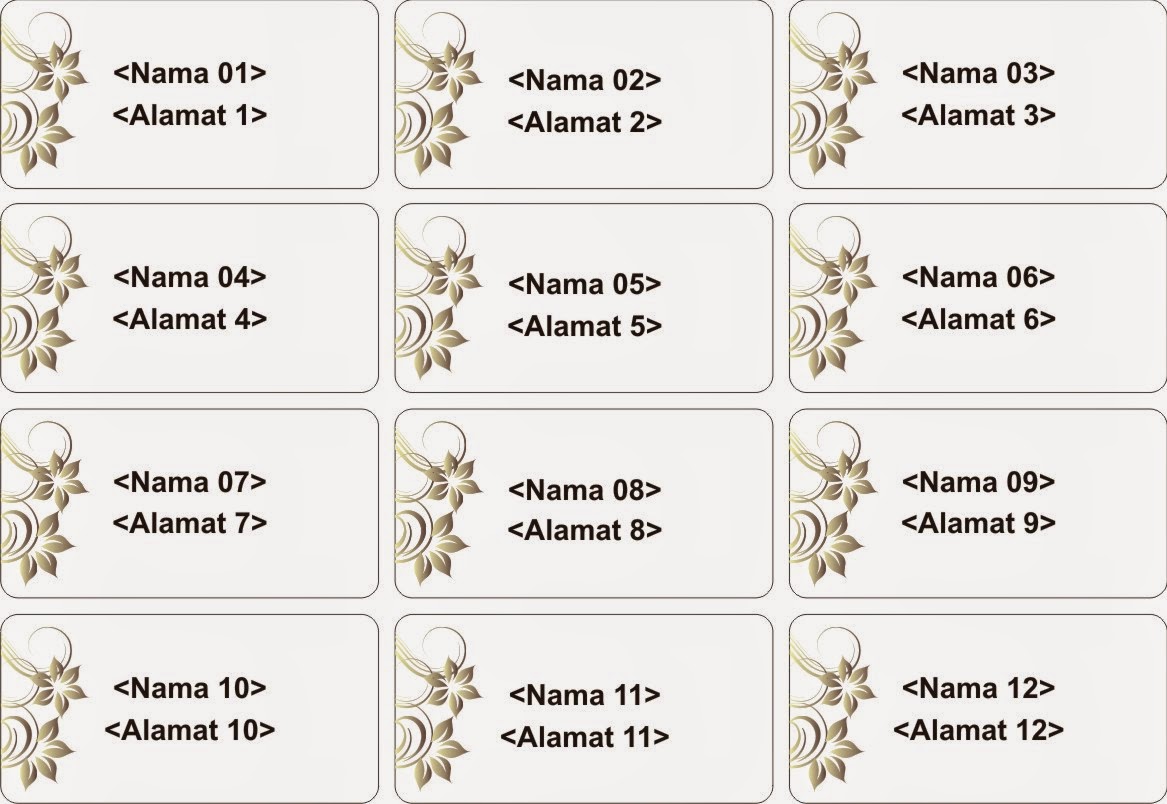 <Nama 01>
<Alamat 1>
<Nama 02>
<Alamat 2>
<Nama 03>
<Alamat 3>
<Nama 04>
<Alamat 4>
<Nama 05>
<Alamat 5>
<Nama 06>
<Alamat 6>
<Nama 07>
<Alamat 7>
<Nama 08>
<Alamat 8>
<Nama 09>
<Alamat 9>
<Nama 10>
<Alamat 10>
<Nama 11>
<Alamat 11>
<Nama 12>
<Alamat 12>